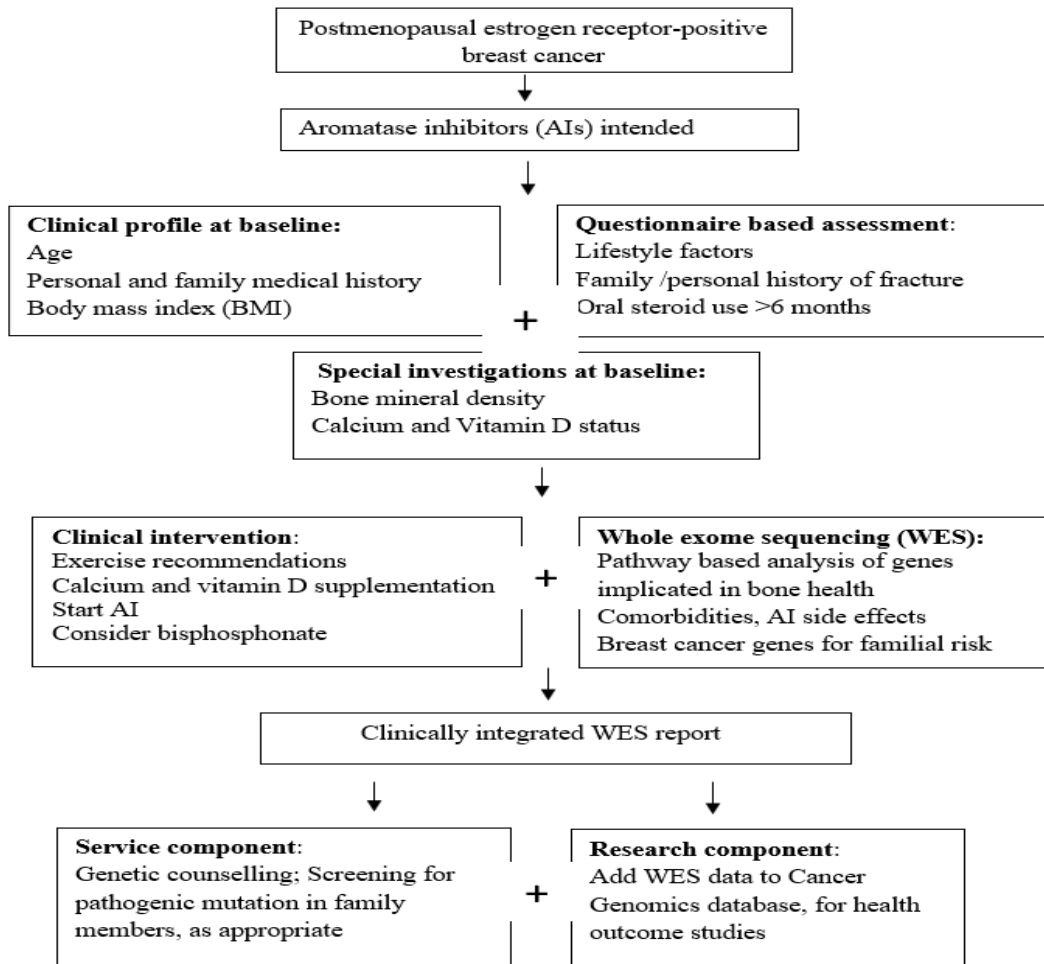 Postmenopausal estrogen receptor-positive
breast cancer
Aromatase inhibitors (AIs) intended
Clinical profile at baseline:
Age
Personal and family medical history
Body mass index (BMI)
+
Questionnaire based assessment:
Lifestyle factors
Family /personal history of fracture
Oral steroid use >6 months
Special investigations at baseline:
Bone mineral density
Calcium and Vitamin D status
Clinical intervention:
Exercise recommendations
Calcium and vitamin D supplementation
Start AI
Consider bisphosphonate
+
Whole exome sequencing (WES):
Pathway based analysis of genes
implicated in bone health
Comorbidities, AI side effects
Breast cancer genes for familial risk
Clinically integrated WES report
Service component:
Genetic counselling; Screening for
pathogenic mutation in family
members, as appropriate
+
Research component:
Add WES data to Cancer
Genomics database, for health
outcome studies